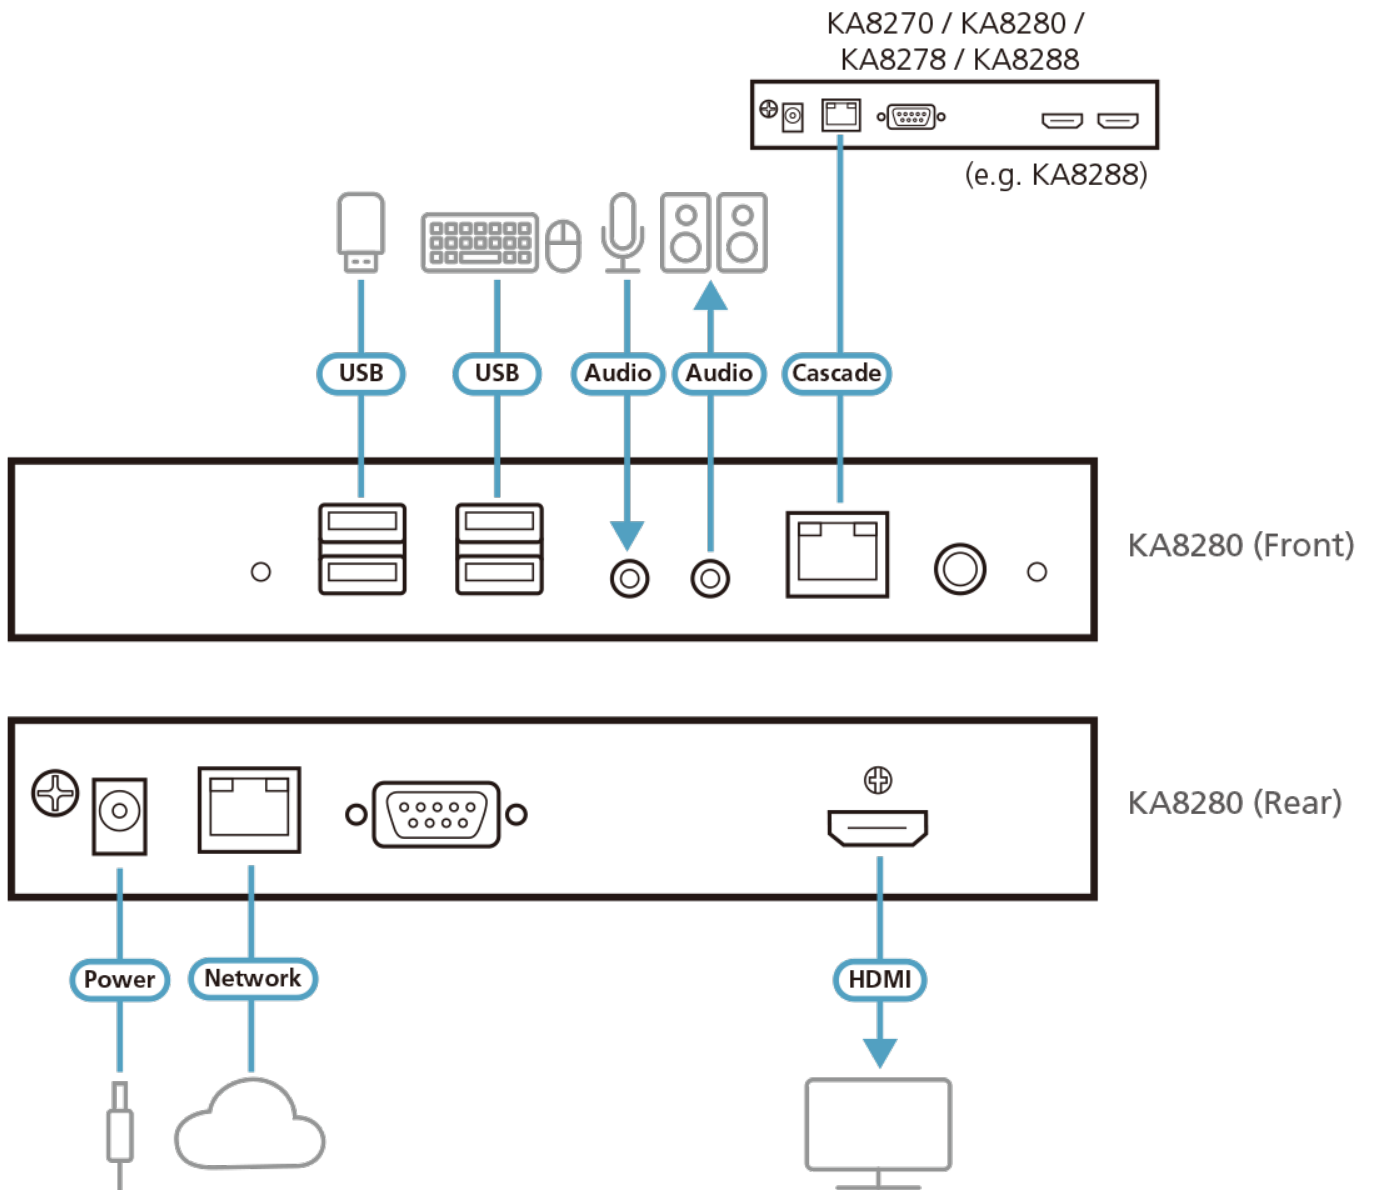 KA8270 / KA8280 /
KA8278 / KA8288
(e.g. KA8288)
USB
USB
Audio
Audio
Cascade
KA8280 (Front)
KA8280 (Rear)
Power
Network
HDMI